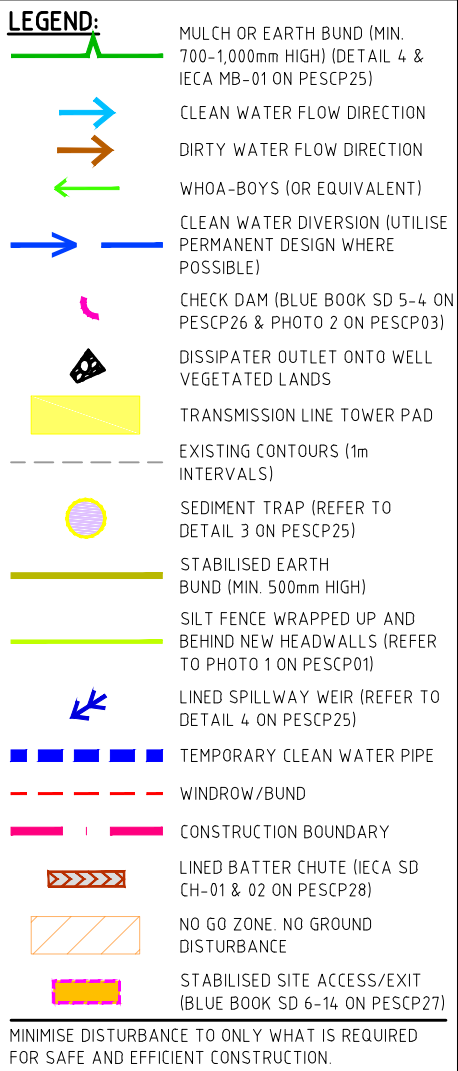 LEGEND:
MULCH OR EARTH BUND (MIN.
700-1,000mm HIGH) (DETAIL 4 &
IECA MB-01 ON PESCP25)
CLEAN WATER FLOW DIRECTION
DIRTY WATER FLOW DIRECTION
WHOA-BOYS (OR EQUIVALENT)
CLEAN WATER DIVERSION (UTILISE
PERMANENT DESIGN WHERE
POSSIBLE)
CHECK DAM (BLUE BOOK SD 5-4 ON
PESCP26 & PHOTO 2 ON PESCP03)
DISSIPATER OUTLET ONTO WELL
VEGETATED LANDS
TRANSMISSION LINE TOWER PAD
EXISTING CONTOURS (1m
INTERVALS)
SEDIMENT TRAP (REFER TO
DETAIL 3 ON PESCP25)
STABILISED EARTH
BUND (MIN. 500mm HIGH)
SILT FENCE WRAPPED UP AND
BEHIND NEW HEADWALLS (REFER
TO PHOTO 1 ON PESCP01)
LINED SPILLWAY WEIR (REFER TO
DETAIL 4 ON PESCP25)
TEMPORARY CLEAN WATER PIPE
WINDROW/BUND
CONSTRUCTION BOUNDARY
LINED BATTER CHUTE (IECA SD
CH-01 & 02 ON PESCP28)
NO GO ZONE. NO GROUND
DISTURBANCE
STABILISED SITE ACCESS/EXIT
(BLUE BOOK SD 6-14 ON PESCP27)
MINIMISE DISTURBANCE TO ONLY WHAT IS REQUIRED
FOR SAFE AND EFFICIENT CONSTRUCTION.